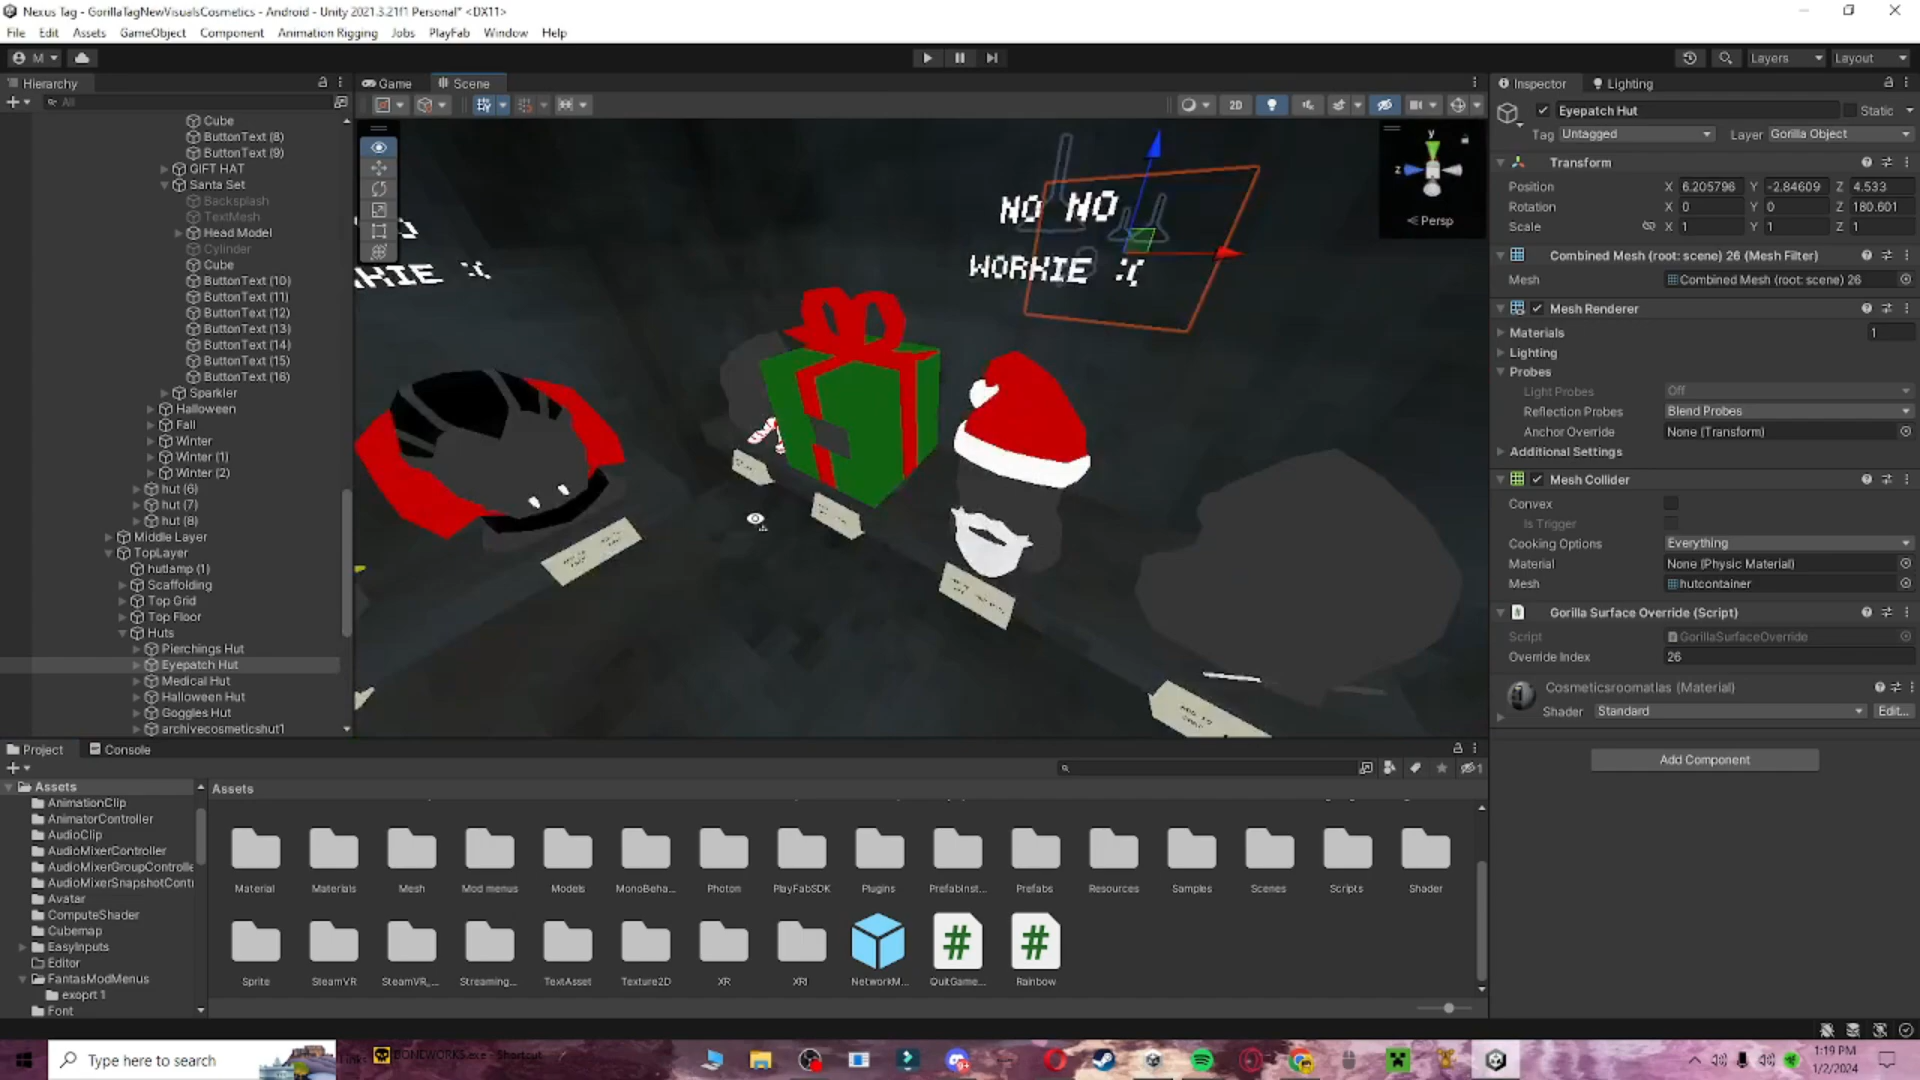 Nexus Tag - GorillaTagNewVisualsCosmetics - Android - Unity 2021.3.21f1 Personal* <DX11>
File Edit Assets GameObject Component Animation Rigging Jobs PlayFab Window Help
M Layers Layout
Hierarchy
All
Cube
ButtonText (8)
ButtonText (9)
GIFT HAT
Santa Set
Backsplash
TextMesh
Head Model
Cylinder
Cube
ButtonText (10)
ButtonText (11)
ButtonText (12)
ButtonText (13)
ButtonText (14)
ButtonText (15)
ButtonText (16)
Sparkler
Halloween
Fall
Winter
Winter (1)
Winter (2)
hut (6)
hut (7)
hut (8)
Middle Layer
TopLayer
hutlamp (1)
Scaffolding
Top Grid
Top Floor
Huts
Pierchings Hut
Eyepatch Hut
Medical Hut
Halloween Hut
Goggles Hut
archivecosmeticshut1
Game Scene
2D
y
z
Persp
NO NO
WORKIE :(
RKIE :(
Inspector Lighting
Eyepatch Hut Static
Tag Untagged Layer Gorilla Object
Transform
Position X 6.205796 Y -2.84609 Z 4.533
Rotation X 0 Y 0 Z 180.601
Scale X 1 Y 1 Z 1
Combined Mesh (root: scene) 26 (Mesh Filter)
Mesh Combined Mesh (root: scene) 26
Mesh Renderer
Materials 1
Lighting
Probes
Light Probes Off
Reflection Probes Blend Probes
Anchor Override None (Transform)
Additional Settings
Mesh Collider
Convex
Is Trigger
Cooking Options Everything
Material None (Physic Material)
Mesh hutcontainer
Gorilla Surface Override (Script)
Script GorillaSurfaceOverride
Override Index 26
Cosmeticsroomatlas (Material)
Shader Standard Edit...
Add Component
Project Console
1
Assets
AnimationClip
AnimatorController
AudioClip
AudioMixerController
AudioMixerGroupControlle
AudioMixerSnapshotContr
Avatar
ComputeShader
Cubemap
EasyInputs
Editor
FantasModMenus
exoprt 1
Font
Assets
Material Materials Mesh Mod menus Models MonoBeha... Photon PlayFabSDK Plugins PrefabInst... Prefabs Resources Samples Scenes Scripts Shader
Sprite SteamVR SteamVR_... Streaming... TextAsset Texture2D XR XRI NetworkM... QuitGame... Rainbow
Type here to search
BONEWORKS.exe - Shortcut
1:19 PM
1/2/2024